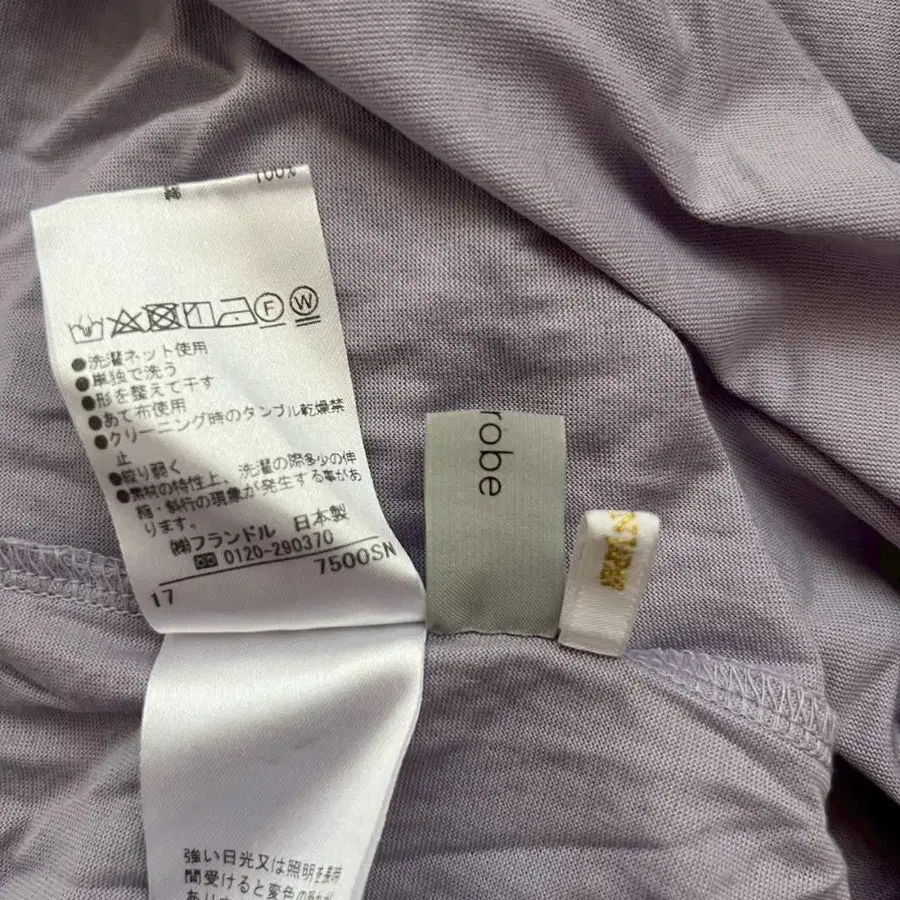 綿 100%
F W
●洗濯ネット使用
●単独で洗う
●形を整えて干す
●あて布使用
●クリーニング時のタンブル乾燥禁
止
●絞り弱く
●素材の特性上、洗濯の際多少の伸
縮・斜行の現象が発生する事があ
ります。
㈱フランドル 日本製
0120-290370
17 7500SN
robe
強い日光又は照明を長時
間受けると変色の